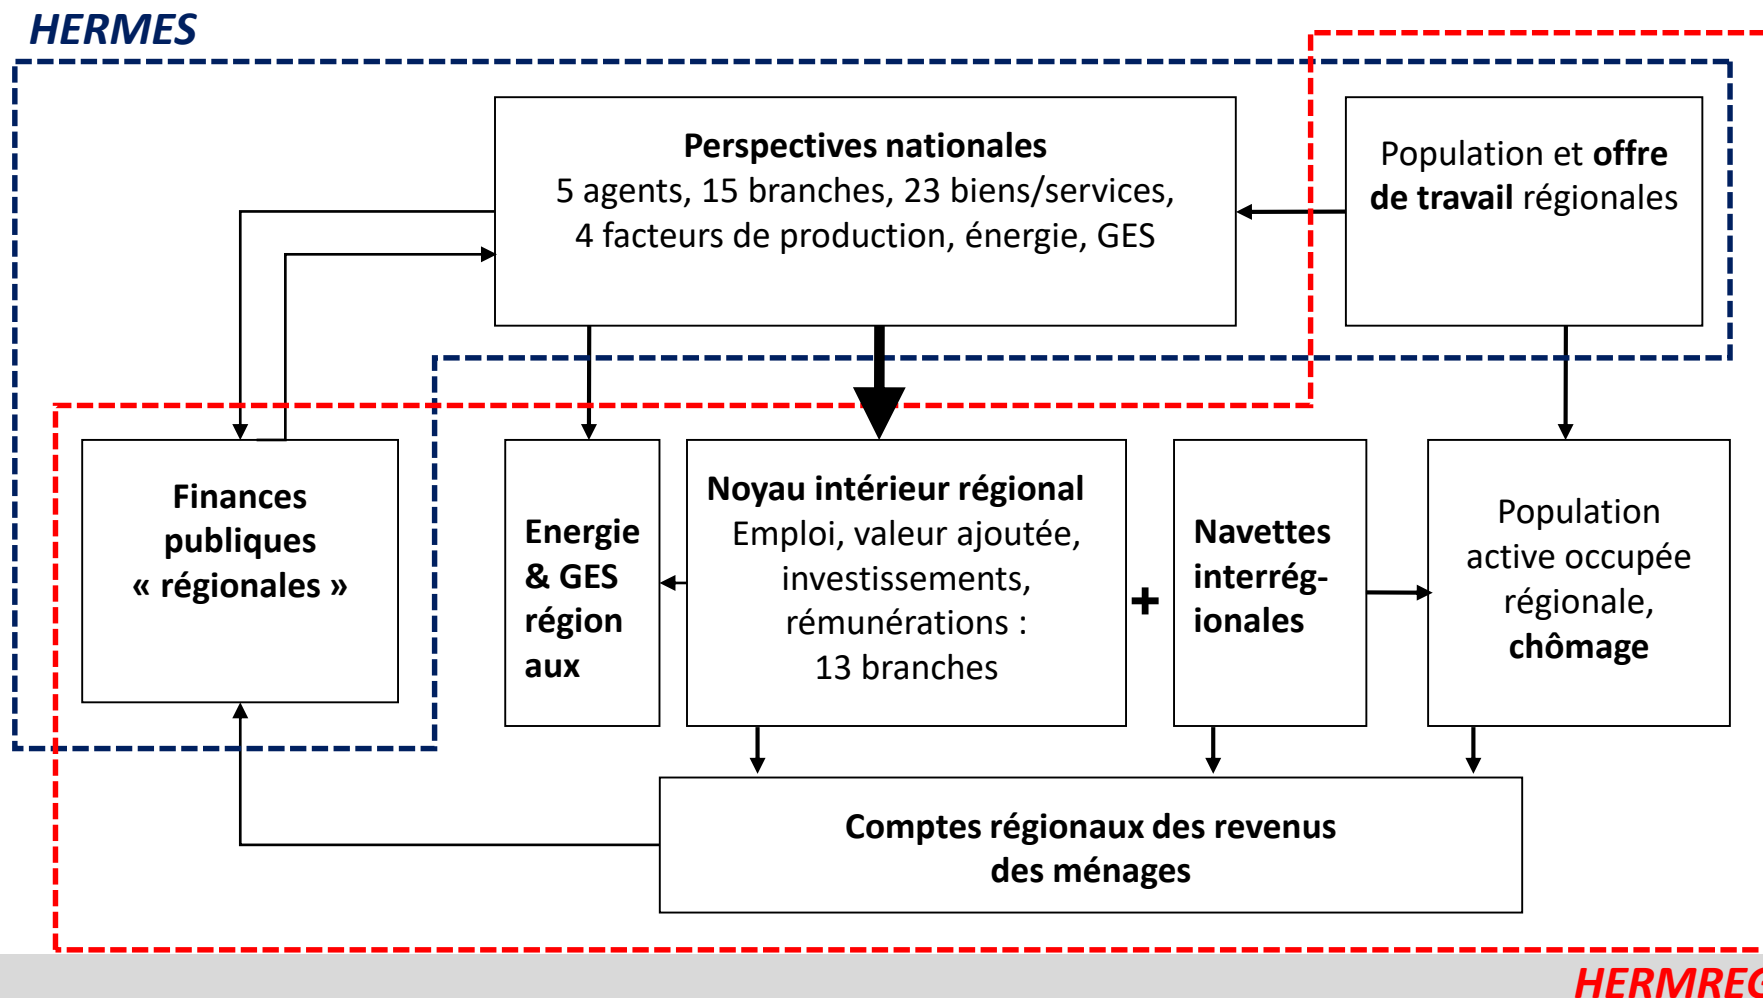 HERMES
Perspectives nationales
5 agents, 15 branches, 23 biens/services,
4 facteurs de production, énergie, GES
Population et offre
de travail régionales
Finances
publiques
« régionales »
Energie
& GES
région
aux
Noyau intérieur régional
Emploi, valeur ajoutée,
investissements,
rémunérations :
13 branches
+
Navettes
interrég-
ionales
Population
active occupée
régionale,
chômage
Comptes régionaux des revenus
des ménages
HERMREG